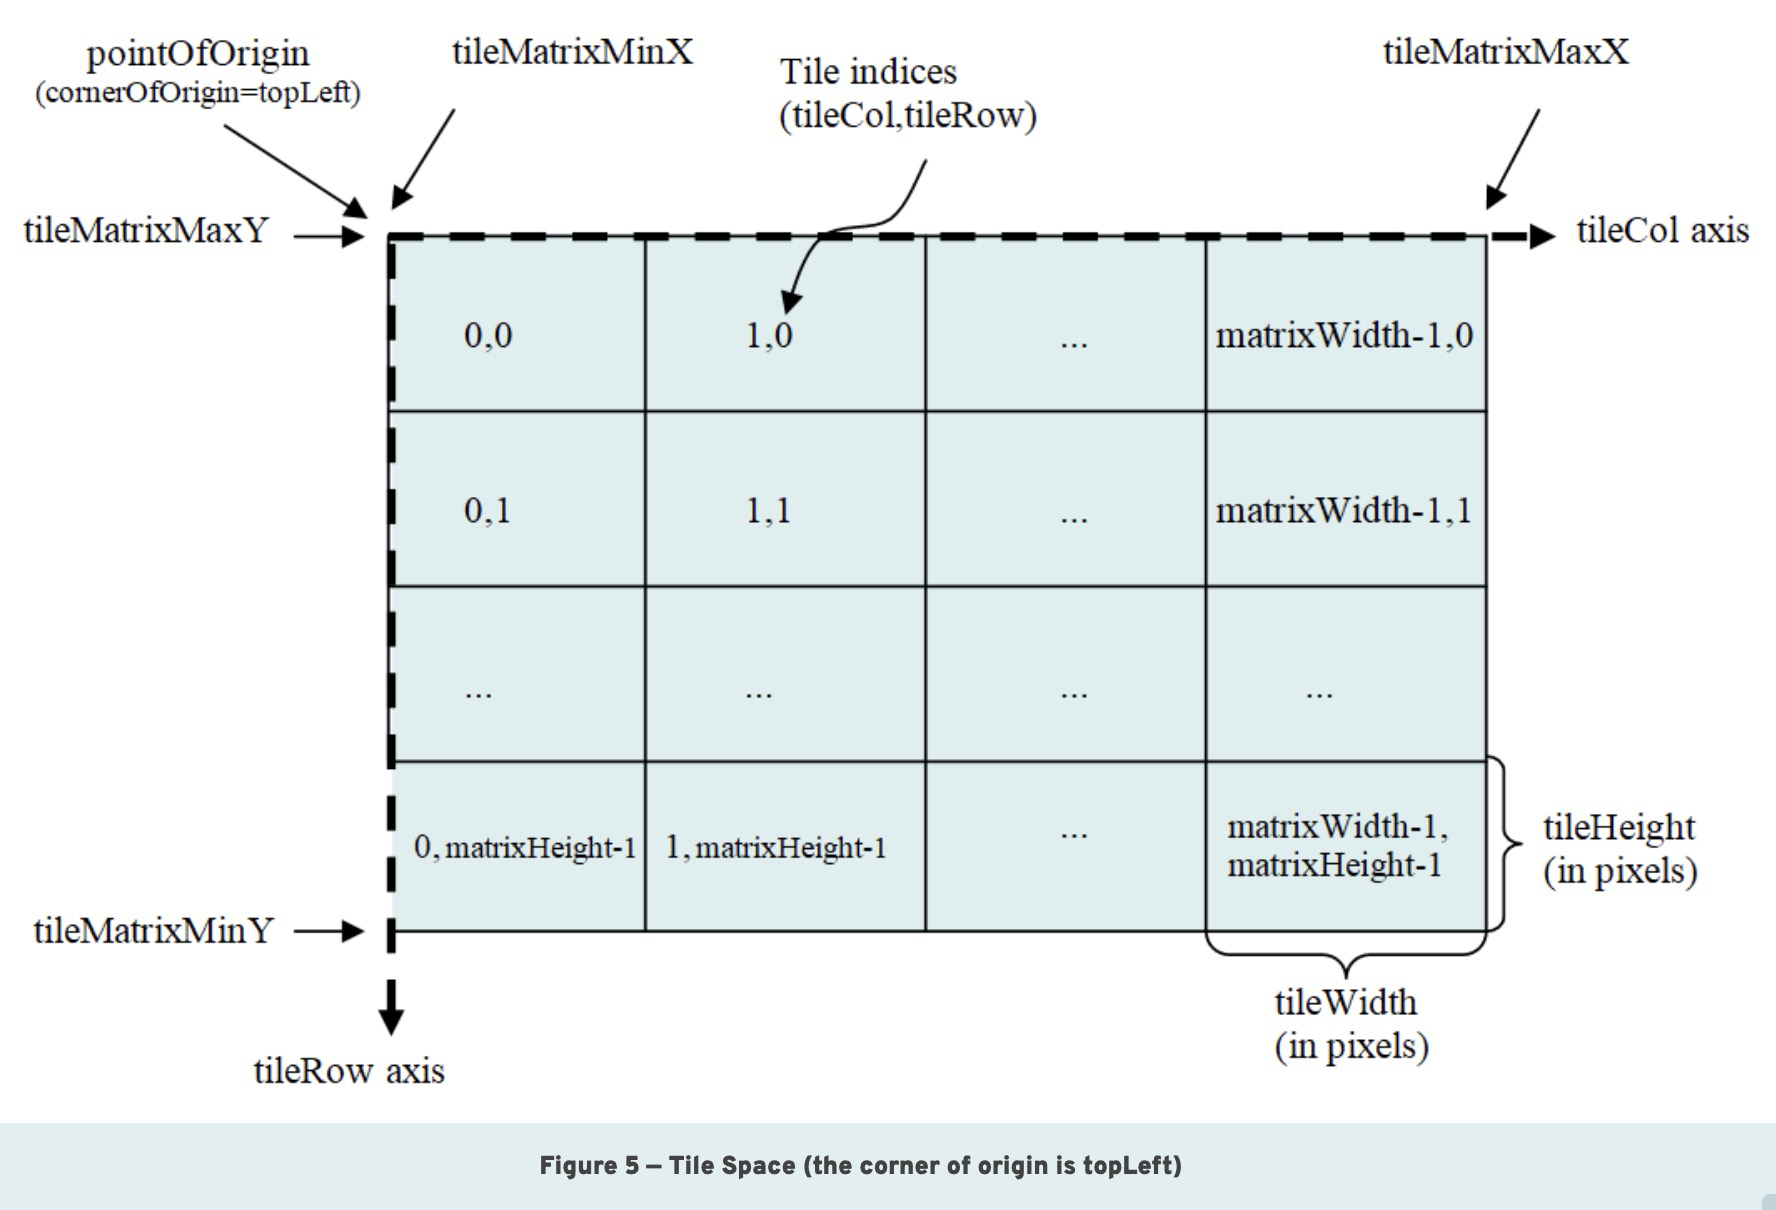 pointOfOrigin
(cornerOfOrigin=topLeft)
tileMatrixMinX
Tile indices
(tileCol,tileRow)
tileMatrixMaxX
tileMatrixMaxY
tileCol axis
0,0
1,0
...
matrixWidth-1,0
0,1
1,1
...
matrixWidth-1,1
...
...
...
...
0,matrixHeight-1
1,matrixHeight-1
...
matrixWidth-1,
matrixHeight-1
tileHeight
(in pixels)
tileMatrixMinY
tileWidth
(in pixels)
tileRow axis
Figure 5 – Tile Space (the corner of origin is topLeft)